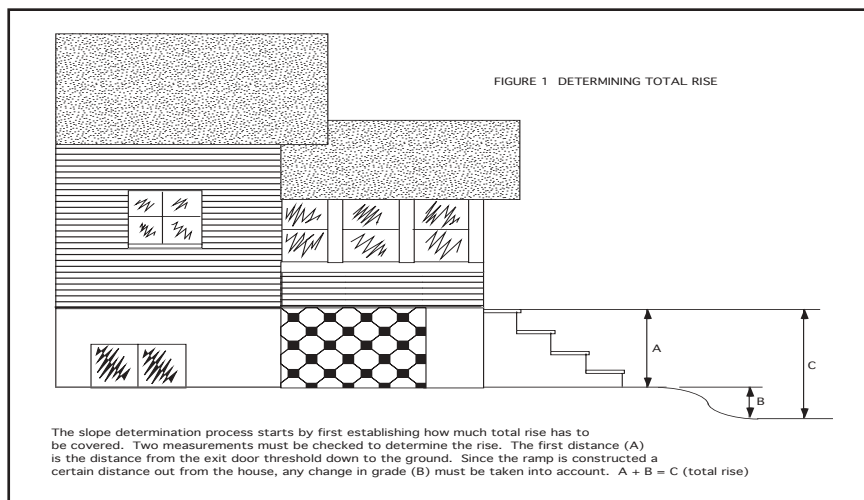 FIGURE 1 DETERMINING TOTAL RISE
A
C
B
The slope determination process starts by first establishing how much total rise has to
be covered. Two measurements must be checked to determine the rise. The first distance (A)
is the distance from the exit door threshold down to the ground. Since the ramp is constructed a
certain distance out from the house, any change in grade (B) must be taken into account. A + B = C (total rise)